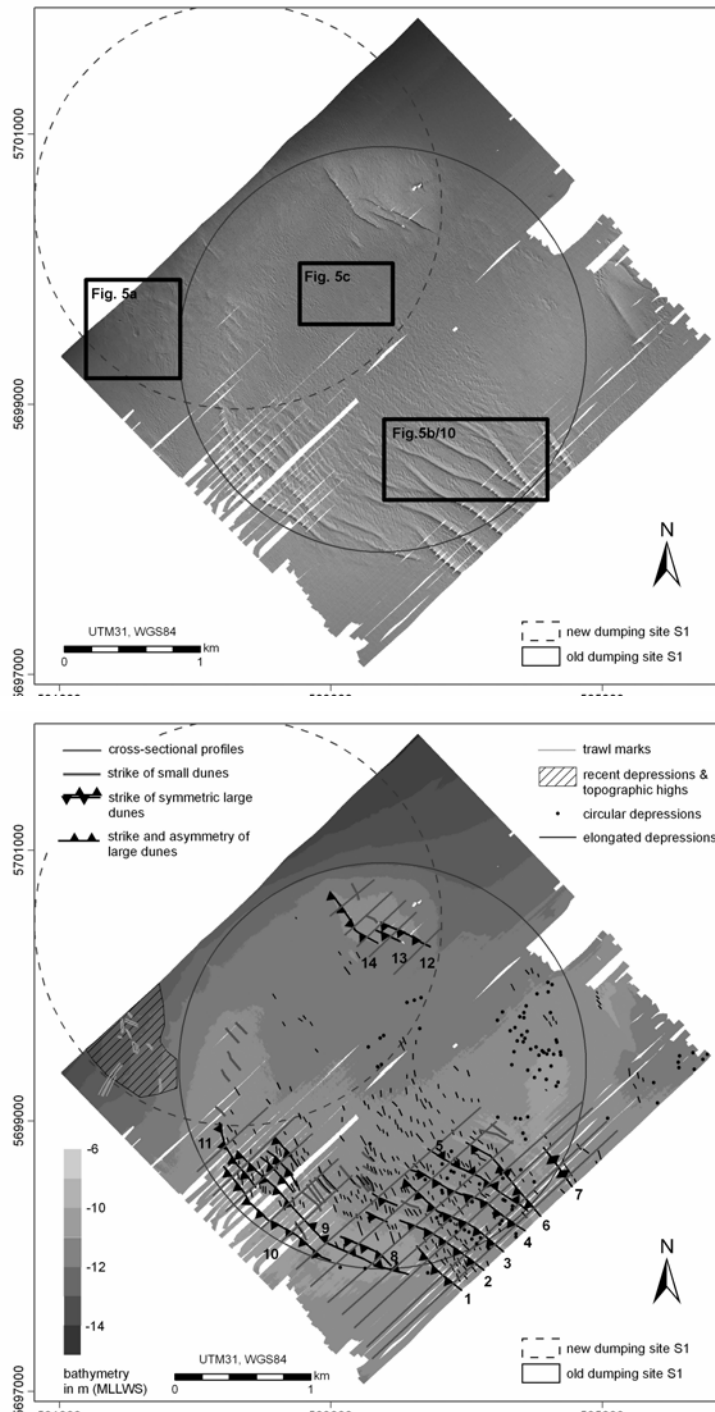 5701000
Fig. 5a
Fig. 5c
5699000
Fig.5b/10
N
UTM31, WGS84
0 1 km
new dumping site S1
old dumping site S1
5697000
cross-sectional profiles
strike of small dunes
strike of symmetric large dunes
strike and asymmetry of large dunes
trawl marks
recent depressions & topographic highs
circular depressions
elongated depressions
5701000
14 13 12
5699000
11
5
7
6
9
4
10
8
3
2
1
-6
-10
-12
-14
bathymetry in m (MLLWS)
N
UTM31, WGS84
0 1 km
new dumping site S1
old dumping site S1
5697000